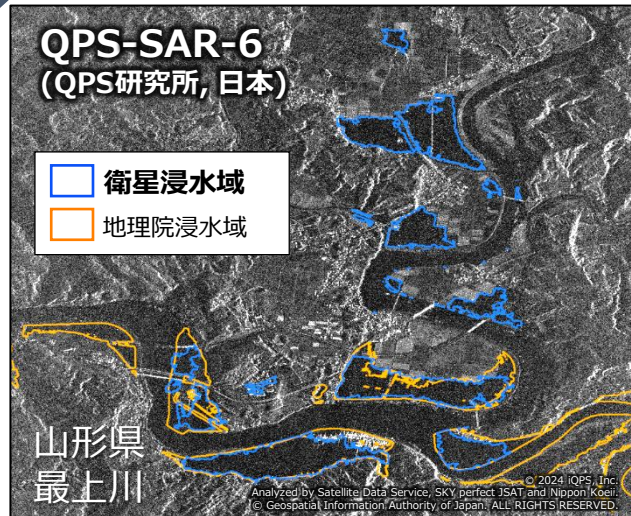 QPS-SAR-6
(QPS研究所, 日本)
衛星浸水域
地理院浸水域
山形県
最上川
© 2024 iQPS, Inc.
Analyzed by Satellite Data Service, SKY perfect JSAT and Nippon Koei.
© Geospatial Information Authority of Japan. ALL RIGHTS RESERVED.